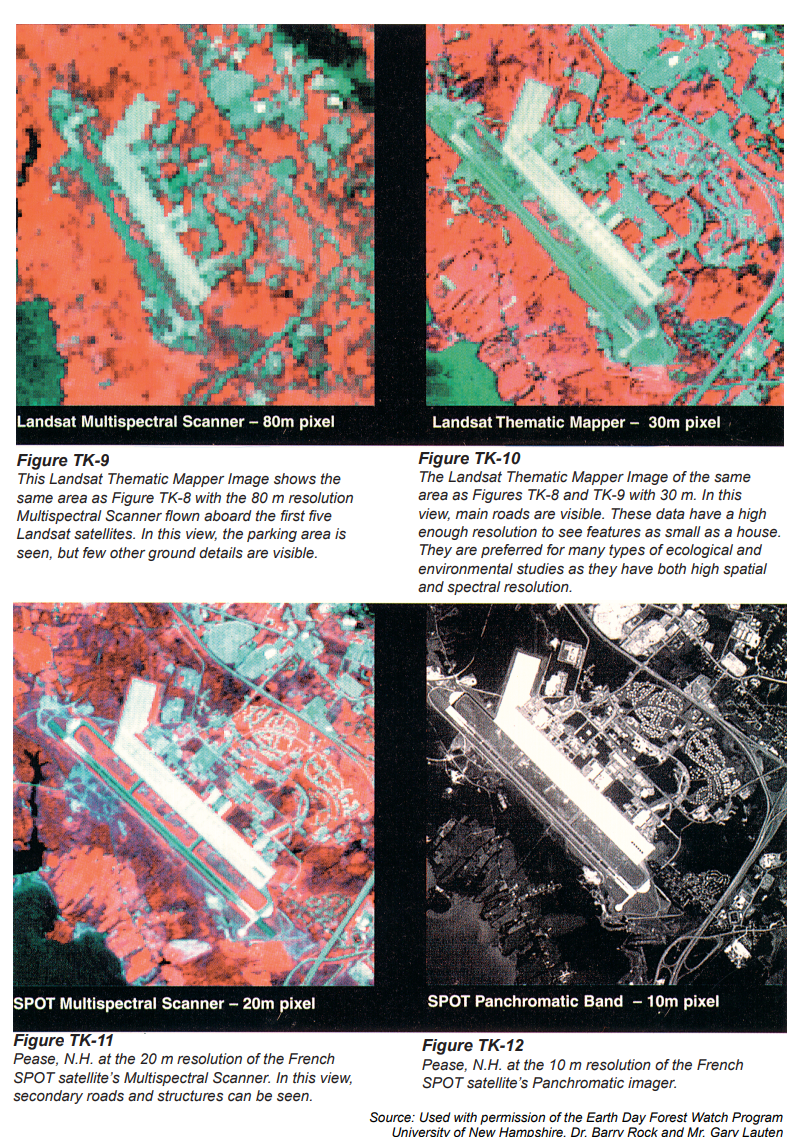 Landsat Multispectral Scanner – 80m pixel
Landsat Thematic Mapper – 30m pixel
Figure TK-9
This Landsat Thematic Mapper Image shows the
same area as Figure TK-8 with the 80 m resolution
Multispectral Scanner flown aboard the first five
Landsat satellites. In this view, the parking area is
seen, but few other ground details are visible.
Figure TK-10
The Landsat Thematic Mapper Image of the same
area as Figures TK-8 and TK-9 with 30 m. In this
view, main roads are visible. These data have a high
enough resolution to see features as small as a house.
They are preferred for many types of ecological and
environmental studies as they have both high spatial
and spectral resolution.
SPOT Multispectral Scanner – 20m pixel
SPOT Panchromatic Band – 10m pixel
Figure TK-11
Pease, N.H. at the 20 m resolution of the French
SPOT satellite's Multispectral Scanner. In this view,
secondary roads and structures can be seen.
Figure TK-12
Pease, N.H. at the 10 m resolution of the French
SPOT satellite's Panchromatic imager.
Source: Used with permission of the Earth Day Forest Watch Program
University of New Hampshire, Dr. Barry Rock and Mr. Gary Lauten